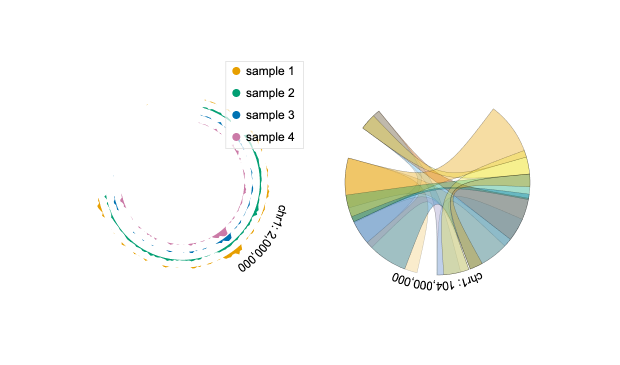 sample 1
sample 2
sample 3
sample 4
chr1: 2,000,000
chr1: 104,000,000